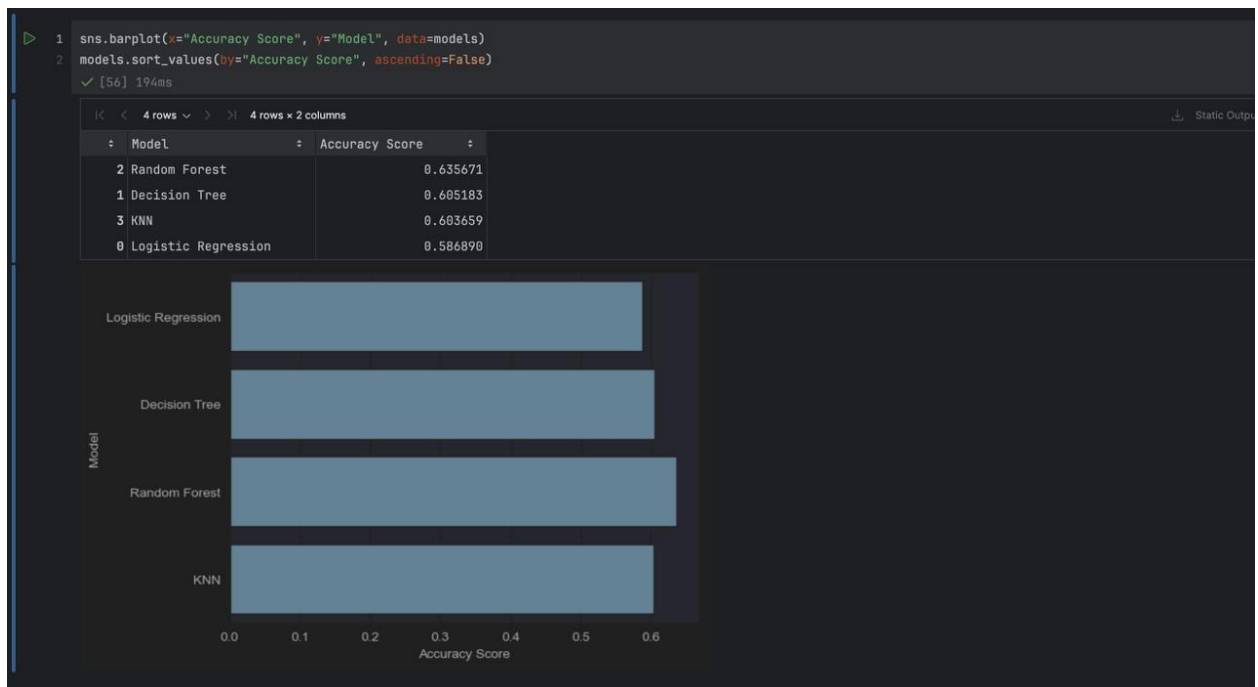 1 sns.barplot(x="Accuracy Score", y="Model", data=models)
2 models.sort_values(by="Accuracy Score", ascending=False)
✓ [56] 194ms
|< < 4 rows ∨ > >| 4 rows × 2 columns Static Outpu
Model Accuracy Score
2 Random Forest 0.635671
1 Decision Tree 0.605183
3 KNN 0.603659
0 Logistic Regression 0.586890
Logistic Regression
Decision Tree
Model
Random Forest
KNN
0.0 0.1 0.2 0.3 0.4 0.5 0.6
Accuracy Score